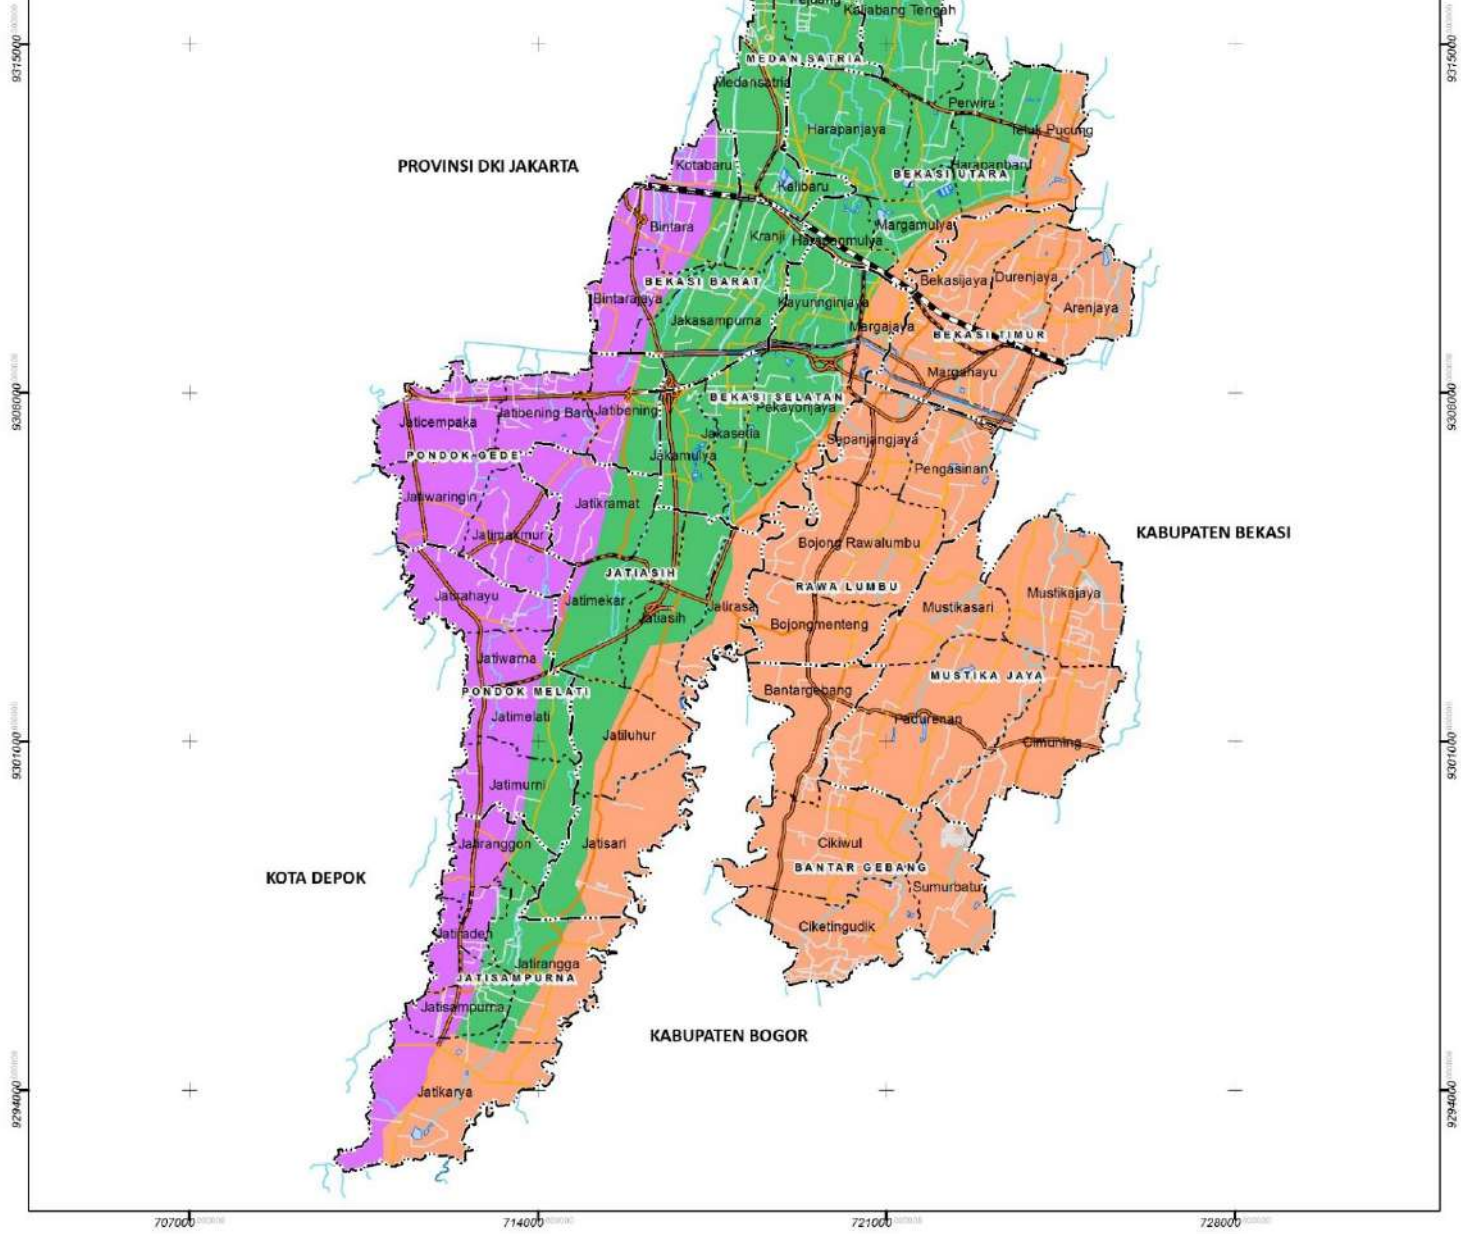 Pejuang
Kaliabang Tengah
9315000
9315000
MEDAN SATRIA
Medansatria
Perwira
Harapanjaya
Teluk Pucung
PROVINSI DKI JAKARTA
Kotabaru
Harapanbaru
BEKASI UTARA
Kalibaru
Bintara
Kranji
Harapanmulya
Margamulya
BEKASI BARAT
Bekasijaya
Durenjaya
Bintarajaya
Kayuringinjaya
Arenjaya
Jakasampurna
Margajaya
BEKASI TIMUR
Margahayu
9308000
9308000
BEKASI SELATAN
Pekayonjaya
Jatibening Baru
Jatibening
Jaticempaka
Jakasetia
Sepanjangjaya
PONDOK GEDE
Jakamulya
Pengasinan
Jatiwaringin
Jatikramat
Jatimakmur
Bojong Rawalumbu
KABUPATEN BEKASI
JATIASIH
RAWA LUMBU
Jatirahayu
Jatimekar
Jatirasa
Mustikasari
Mustikajaya
Jatiasih
Bojongmenteng
Jatiwarna
MUSTIKA JAYA
PONDOK MELATI
Bantargebang
Jatimelati
Padurenan
Jatiluhur
Cimuning
9301000
9301000
Jatimurni
Jatiranggon
Jatisari
Cikiwul
BANTAR GEBANG
KOTA DEPOK
Sumurbatu
Jatiraden
Ciketingudik
Jatirangga
JATISAMPURNA
Jatisampurna
KABUPATEN BOGOR
Jatikarya
9294000
9294000
707000
714000
721000
728000